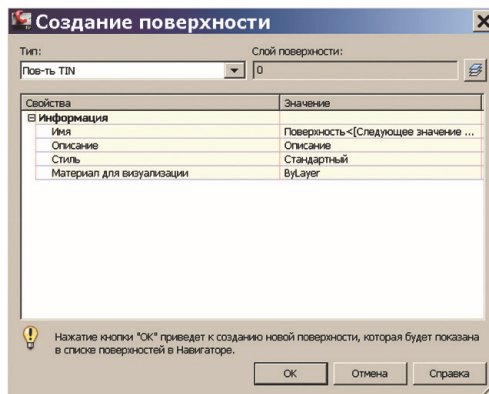 Создание поверхности
Тип:
Слой поверхности:
Пов-ть TIN
0
Свойства Значение
Информация
Имя Поверхность<[Следующее значение ...
Описание Описание
Стиль Стандартный
Материал для визуализации ByLayer
Нажатие кнопки "ОК" приведет к созданию новой поверхности, которая будет показана
в списке поверхностей в Навигаторе.
ОК Отмена Справка